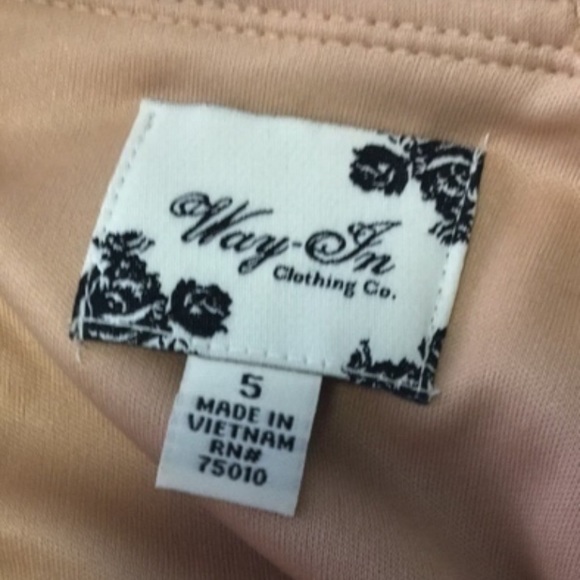 Way-In
Clothing Co.
5
MADE IN
VIETNAM
RN#
75010